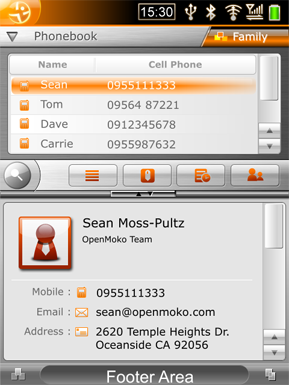 15:30
Phonebook
Family
Name Cell Phone
Sean 0955111333
Tom 09564 87221
Dave 0912345678
Carrie 0955987632
Sean Moss-Pultz
OpenMoko Team
Mobile : 0955111333
Email : sean@openmoko.com
Address : 2620 Temple Heights Dr.
Oceanside CA 92056
Footer Area